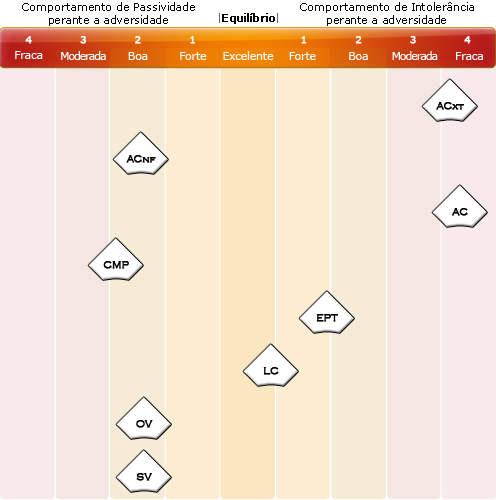 Comportamento de Passividade
perante a adversidade
|Equilíbrio|
Comportamento de Intolerância
perante a adversidade
4 3 2 1 1 2 3 4
Fraca Moderada Boa Forte Excelente Forte Boa Moderada Fraca
ACXT
ACNF
AC
CMP
EPT
LC
OV
SV